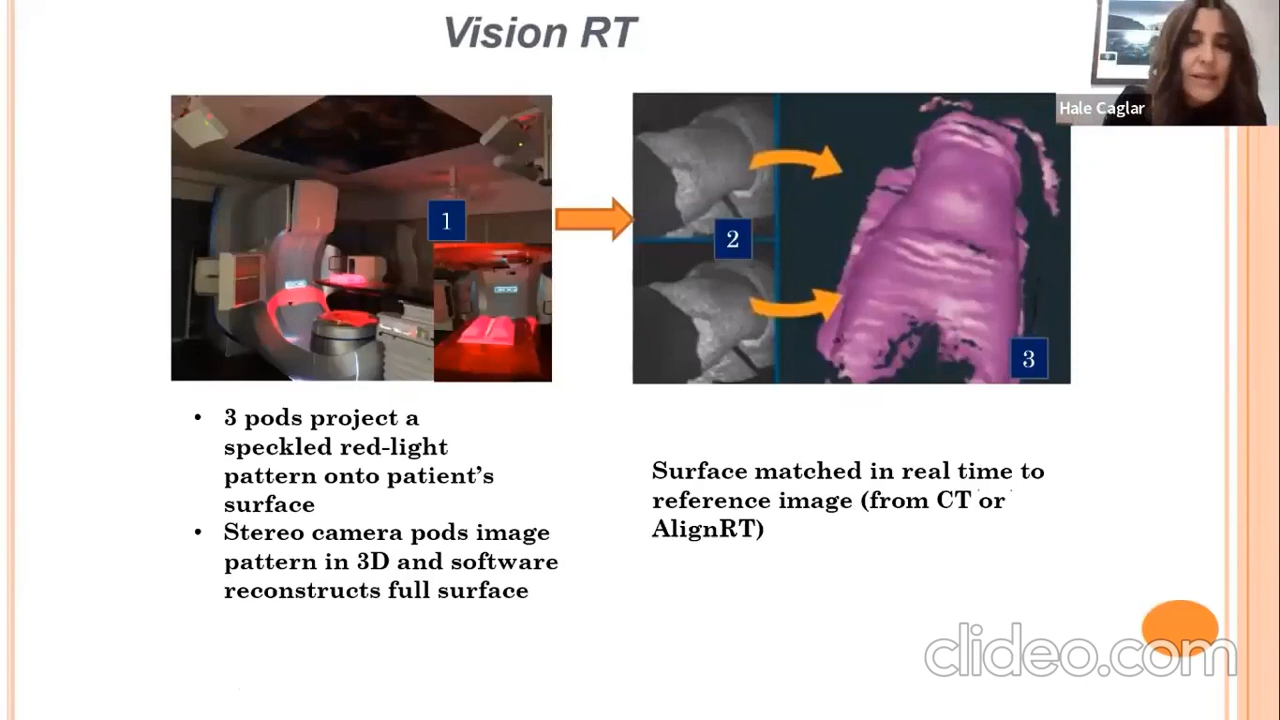 Vision RT
Hale Caglar
1
2
3
• 3 pods project a
speckled red-light
pattern onto patient's
surface
• Stereo camera pods image
pattern in 3D and software
reconstructs full surface
Surface matched in real time to
reference image (from CT or
AlignRT)
clideo.com